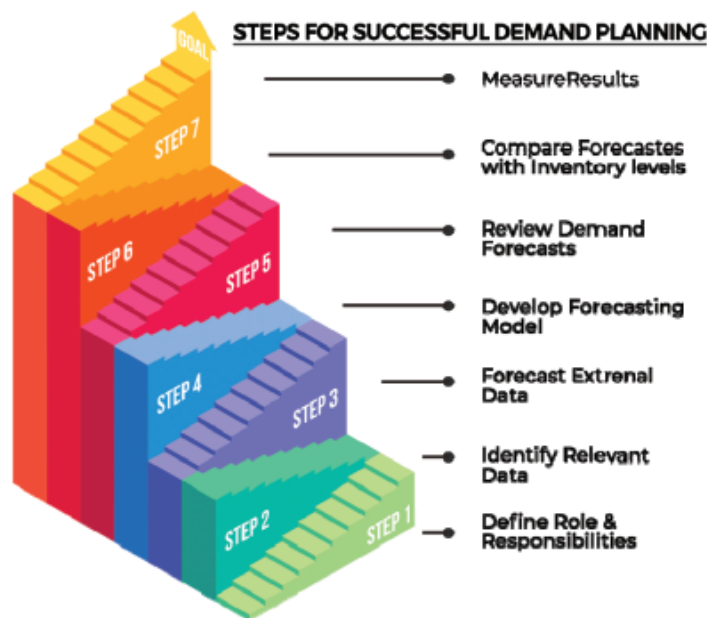 GOAL
STEPS FOR SUCCESSFUL DEMAND PLANNING
MeasureResults
STEP 7
Compare Forecastes
with Inventory levels
STEP 6
Review Demand
Forecasts
STEP 5
Develop Forecasting
Model
STEP 4
Forecast Extrenal
Data
STEP 3
Identify Relevant
Data
STEP 2
Define Role &
Responsibilities
STEP 1